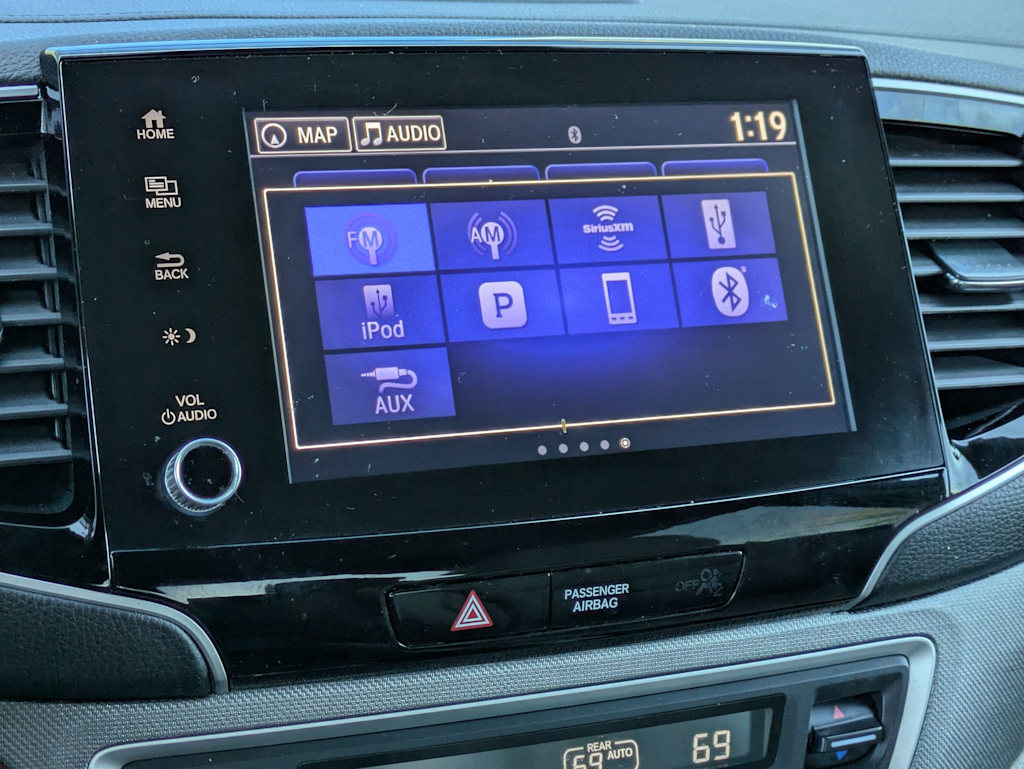 HOME
MENU
BACK
VOL
AUDIO
MAP
AUDIO
1:19
FM
AM
SiriusXM
iPod
P
AUX
PASSENGER
AIRBAG
OFF
2
REAR
69 AUTO
69